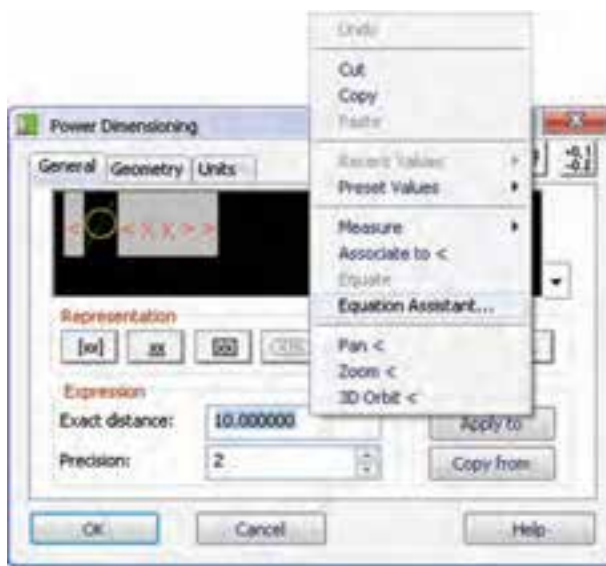 Undo
Cut
Copy
Paste
Recent Values
Preset Values
Measure
Associate to <
Equate
Equation Assistant...
Pan <
Zoom <
3D Orbit <
Power Dimensioning
General Geometry Units
< < x x > >
Representation
[xx] xx
Expression
Exact distance: 10.000000 Apply to
Precision: 2 Copy from
OK Cancel Help